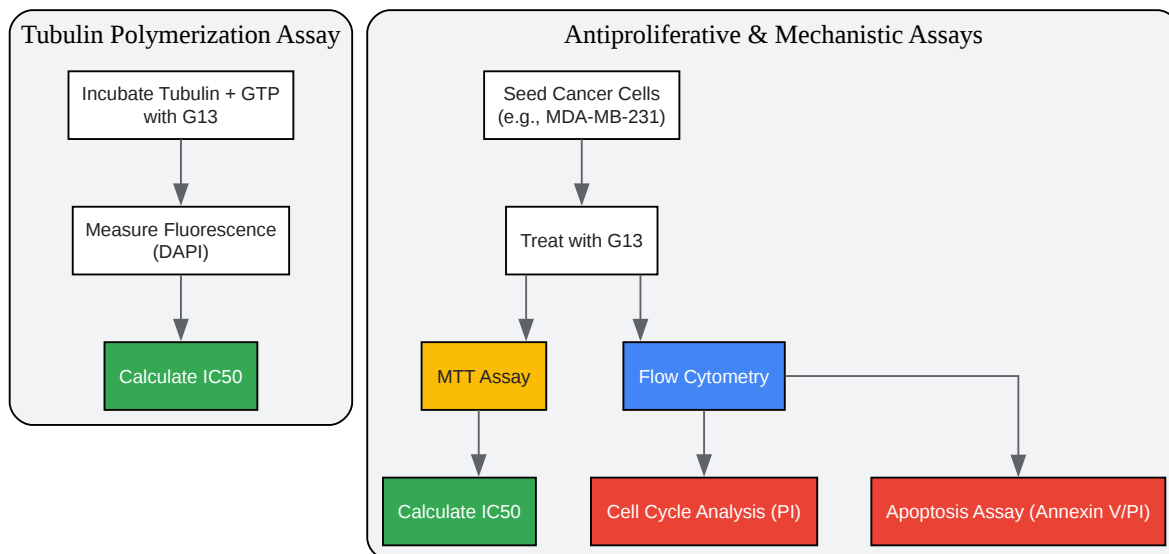 Tubulin Polymerization Assay
Incubate Tubulin + GTP
with G13
Measure Fluorescence
(DAPI)
Calculate IC50
Antiproliferative & Mechanistic Assays
Seed Cancer Cells
(e.g., MDA-MB-231)
Treat with G13
MTT Assay
Flow Cytometry
Calculate IC50
Cell Cycle Analysis (PI)
Apoptosis Assay (Annexin V/PI)